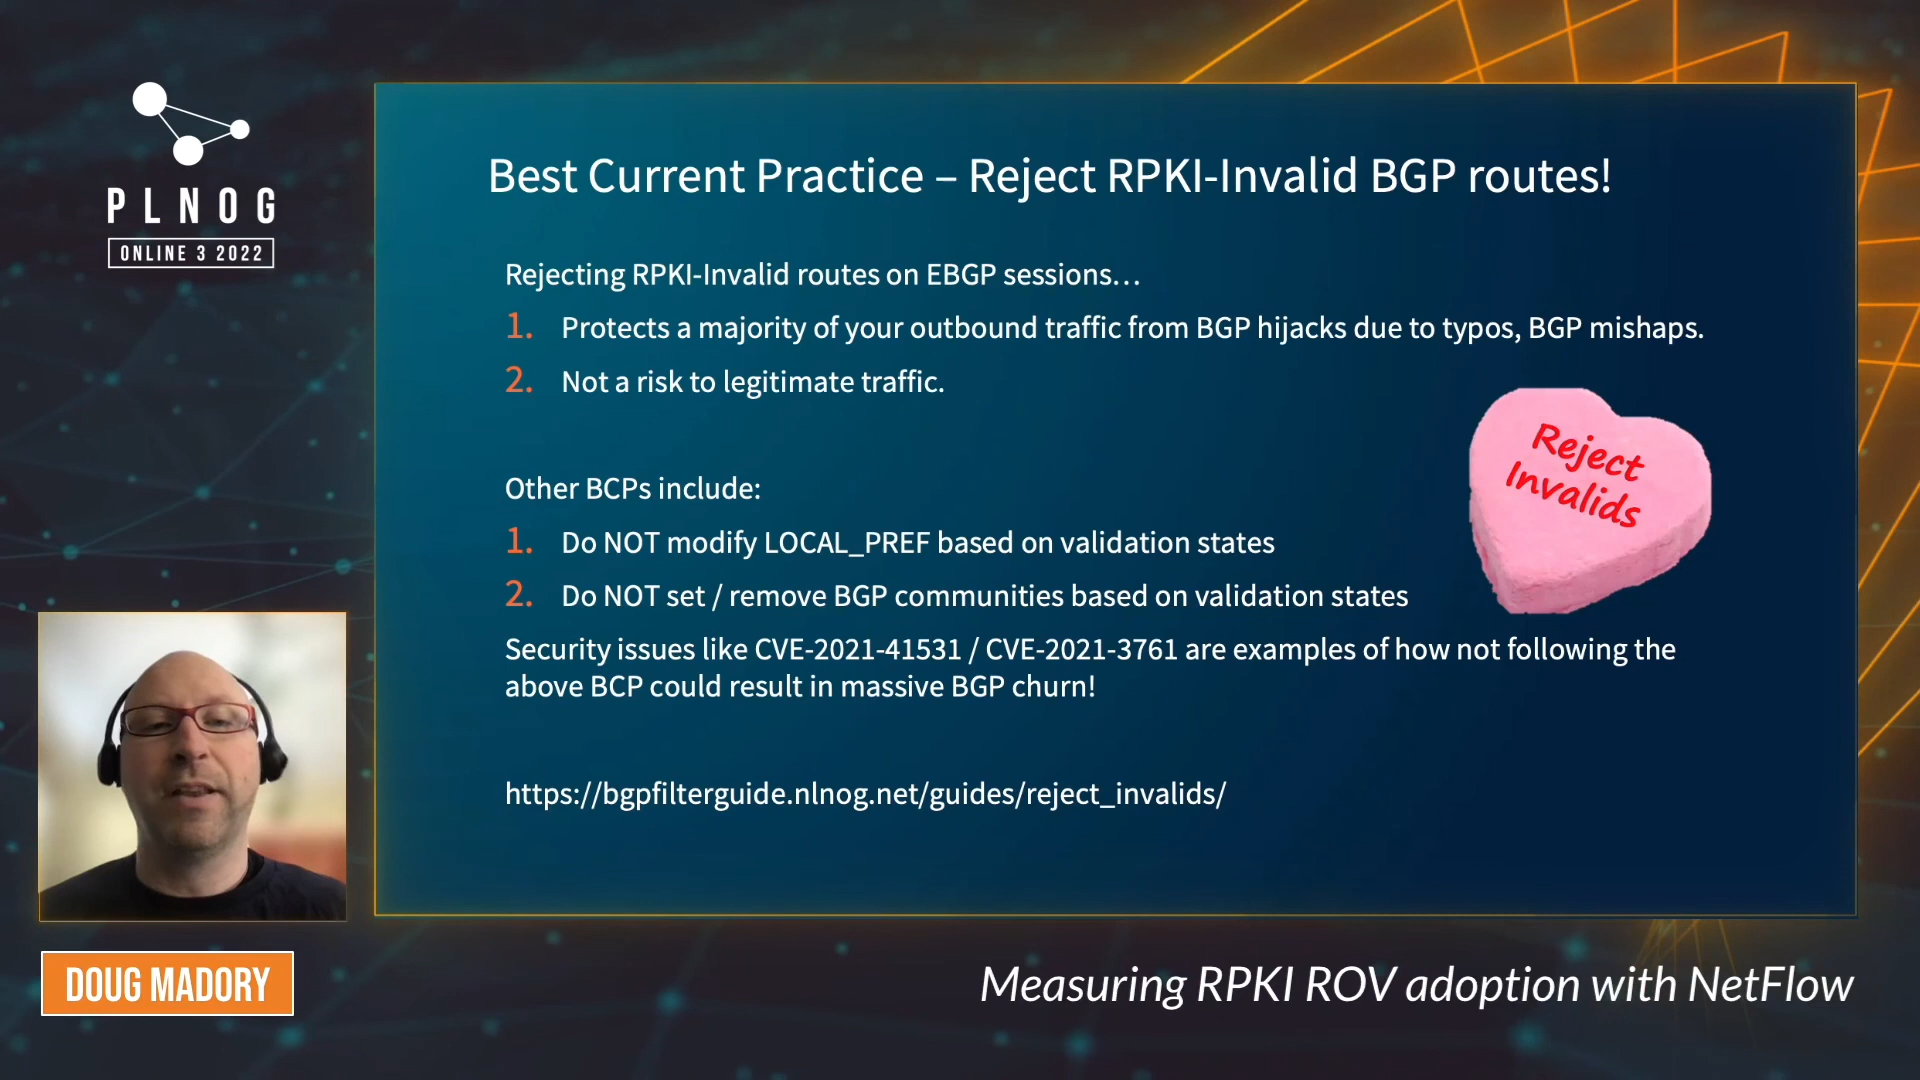 PLNOG
ONLINE 3 2022
Best Current Practice – Reject RPKI-Invalid BGP routes!
Rejecting RPKI-Invalid routes on EBGP sessions…
1. Protects a majority of your outbound traffic from BGP hijacks due to typos, BGP mishaps.
2. Not a risk to legitimate traffic.
Reject
Invalids
Other BCPs include:
1. Do NOT modify LOCAL_PREF based on validation states
2. Do NOT set / remove BGP communities based on validation states
Security issues like CVE-2021-41531 / CVE-2021-3761 are examples of how not following the
above BCP could result in massive BGP churn!
https://bgpfilterguide.nlnog.net/guides/reject_invalids/
DOUG MADORY
Measuring RPKI ROV adoption with NetFlow